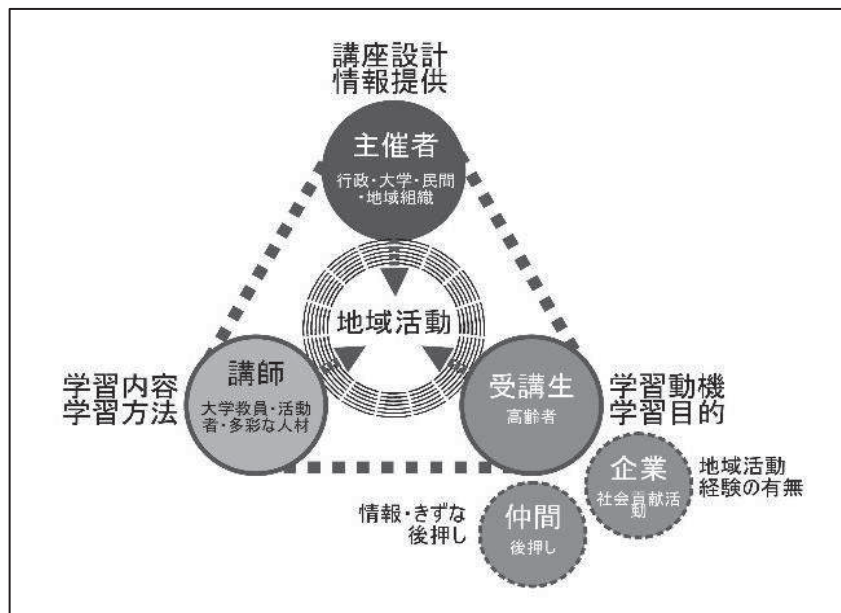 講座設計
情報提供
主催者
行政・大学・民間
・地域組織
地域活動
学習内容
学習方法
講師
大学教員・活動
者・多彩な人材
受講生
高齢者
学習動機
学習目的
企業
社会貢献活
動
地域活動
経験の有無
情報・きずな
後押し
仲間
後押し